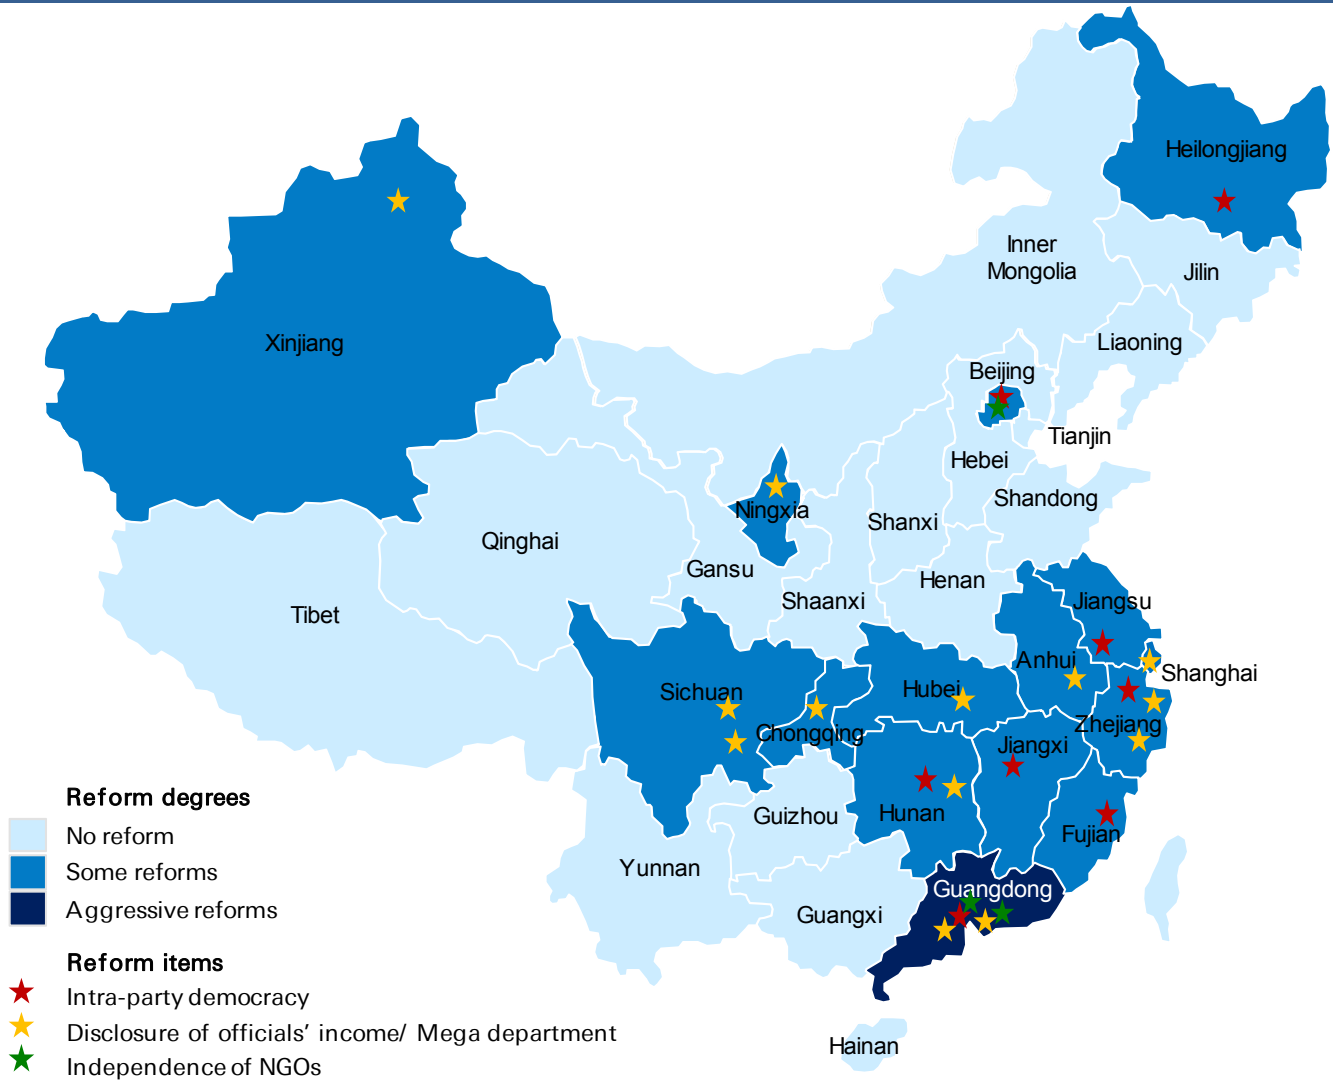 Heilongjiang
Inner
Mongolia
Jilin
Xinjiang
Liaoning
Beijing
Tianjin
Hebei
Shandong
Ningxia
Shanxi
Qinghai
Gansu
Henan
Shaanxi
Jiangsu
Tibet
Anhui
Shanghai
Sichuan
Hubei
Zhejiang
Chongqing
Jiangxi
Guizhou
Hunan
Fujian
Yunnan
Guangdong
Guangxi
Hainan
Reform degrees
No reform
Some reforms
Aggressive reforms
Reform items
Intra-party democracy
Disclosure of officials' income/ Mega department
Independence of NGOs